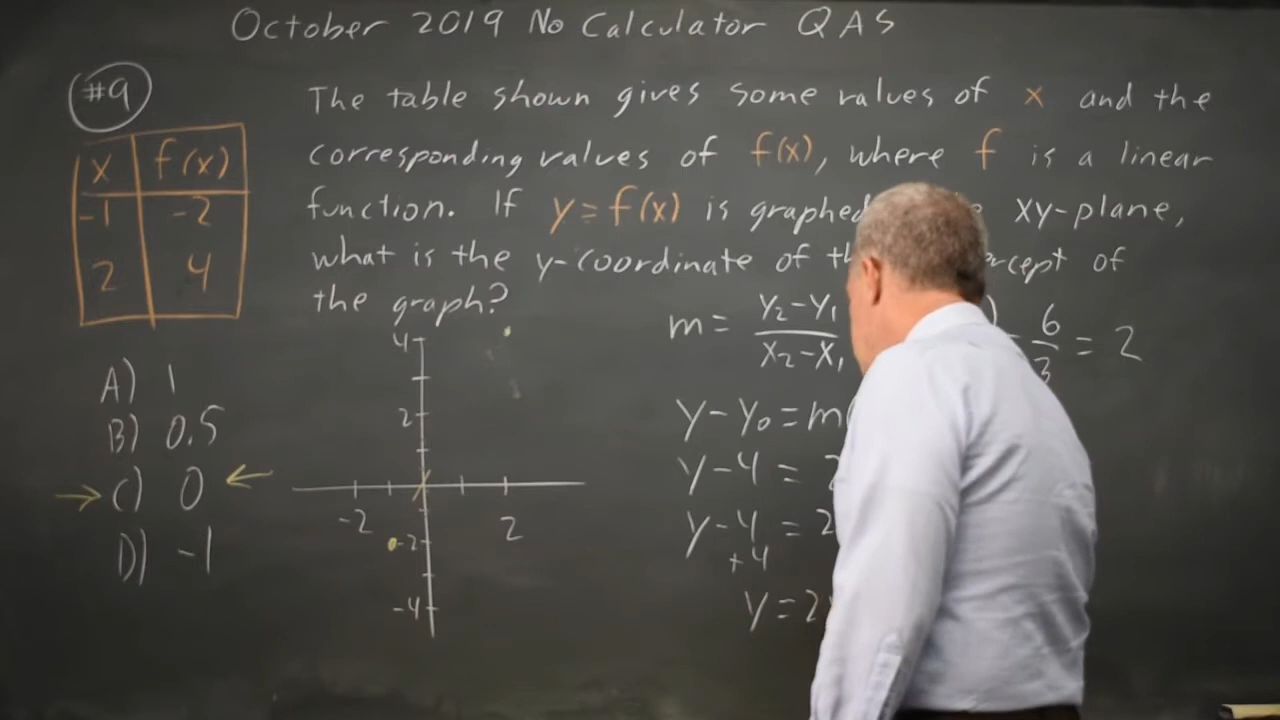 October 2019 No Calculator QAS
#9
The table shown gives some values of x and the
corresponding values of f(x), where f is a linear
function. If y=f(x) is graphed xy-plane,
what is the y-coordinate of of
the graph?
x f(x)
-1 -2
2 4
A) 1
B) 0.5
C) 0
D) -1
4
2
-2 2
-2
-4
m = y₂-y₁/x₂-x₁ 6/3 = 2
y-y₀=m
y-4 =
y-4 = 2
+4
y=2